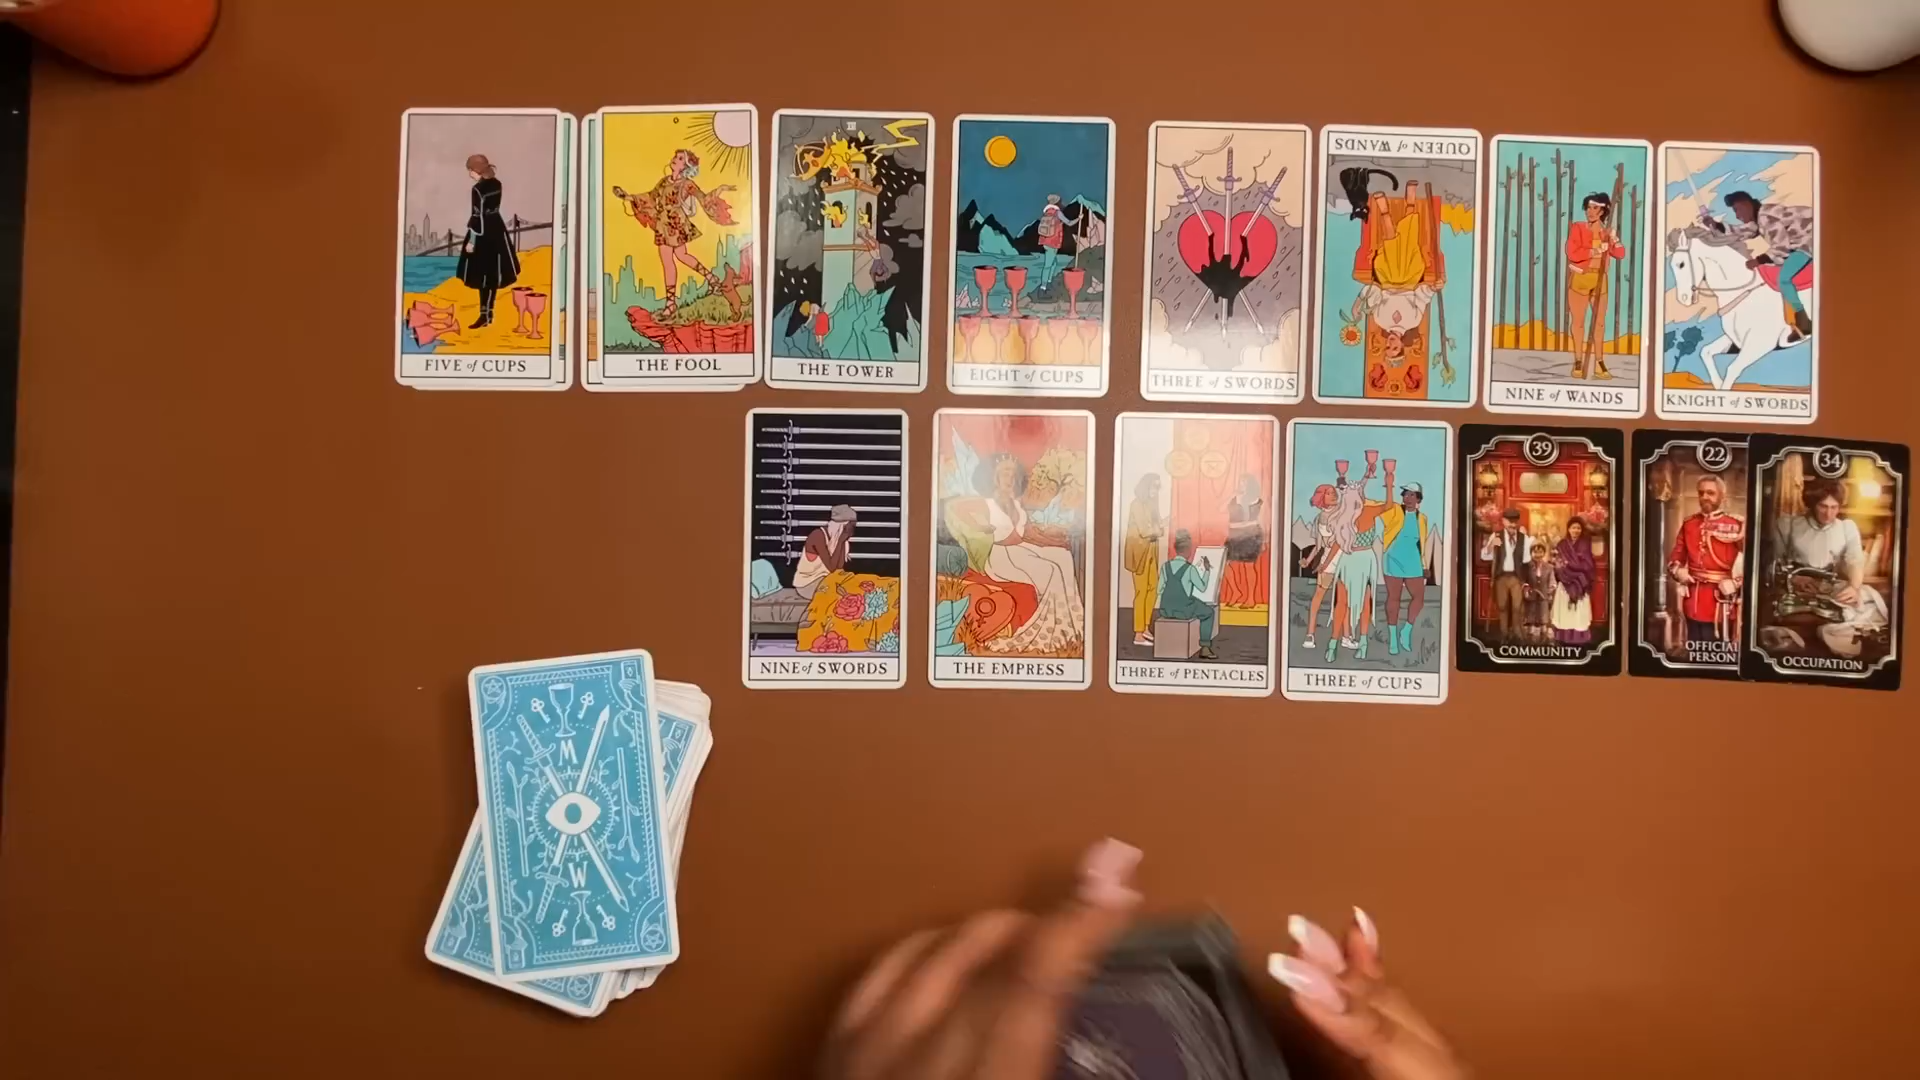 FIVE of CUPS
THE FOOL
THE TOWER
EIGHT of CUPS
THREE of SWORDS
QUEEN of WANDS
NINE of WANDS
KNIGHT of SWORDS
NINE of SWORDS
THE EMPRESS
THREE of PENTACLES
THREE of CUPS
39
COMMUNITY
22
OFFICIAL
PERSON
34
OCCUPATION
M
W